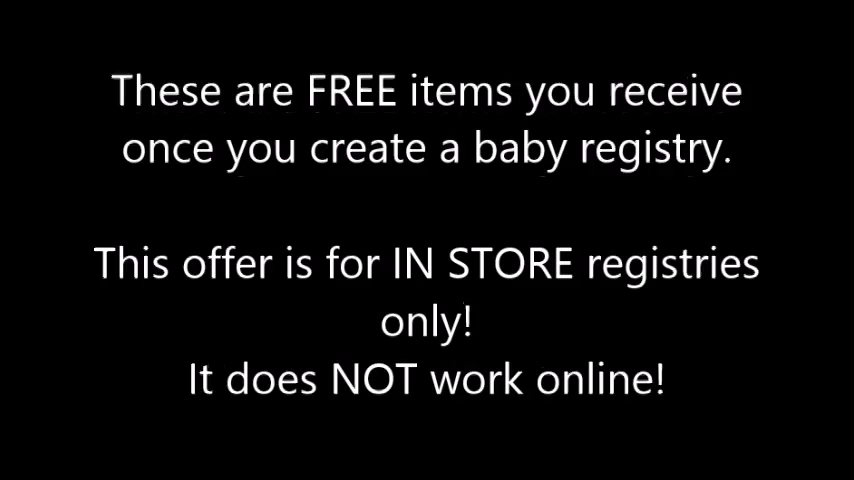 These are FREE items you receive
once you create a baby registry.
This offer is for IN STORE registries
only!
It does NOT work online!